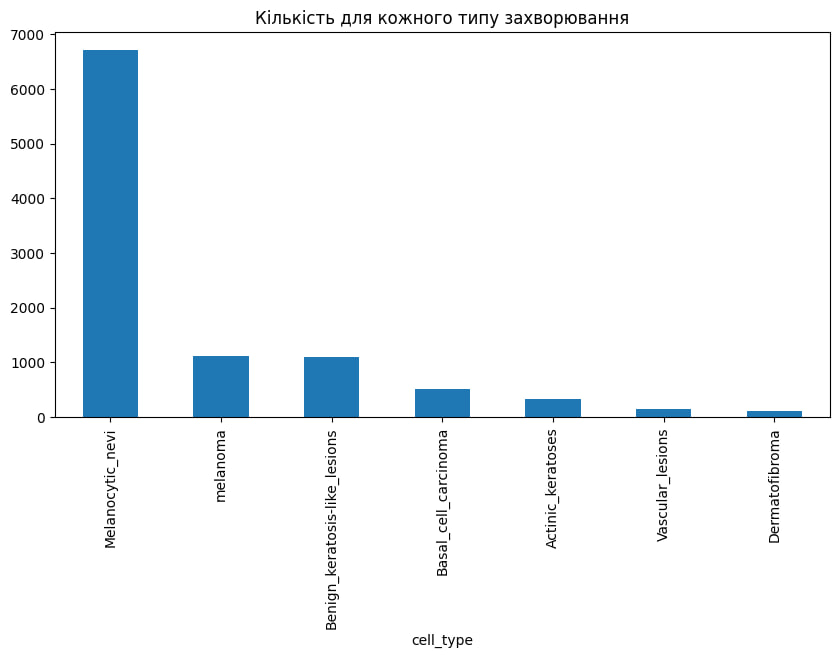 Кількість для кожного типу захворювання
7000
6000
5000
4000
3000
2000
1000
0
Melanocytic_nevi
melanoma
Benign_keratosis-like_lesions
Basal_cell_carcinoma
Actinic_keratoses
Vascular_lesions
Dermatofibroma
cell_type